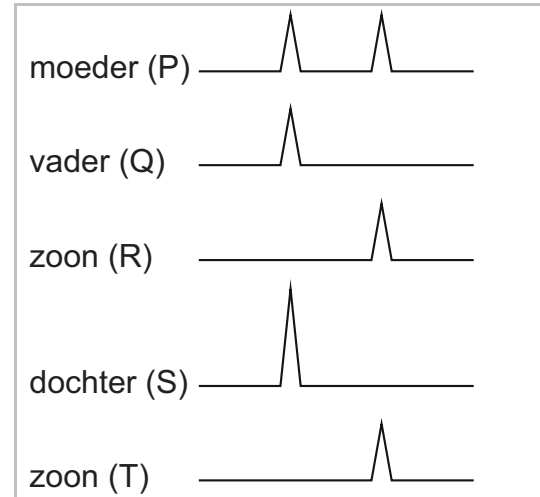 moeder (P)
vader (Q)
zoon (R)
dochter (S)
zoon (T)